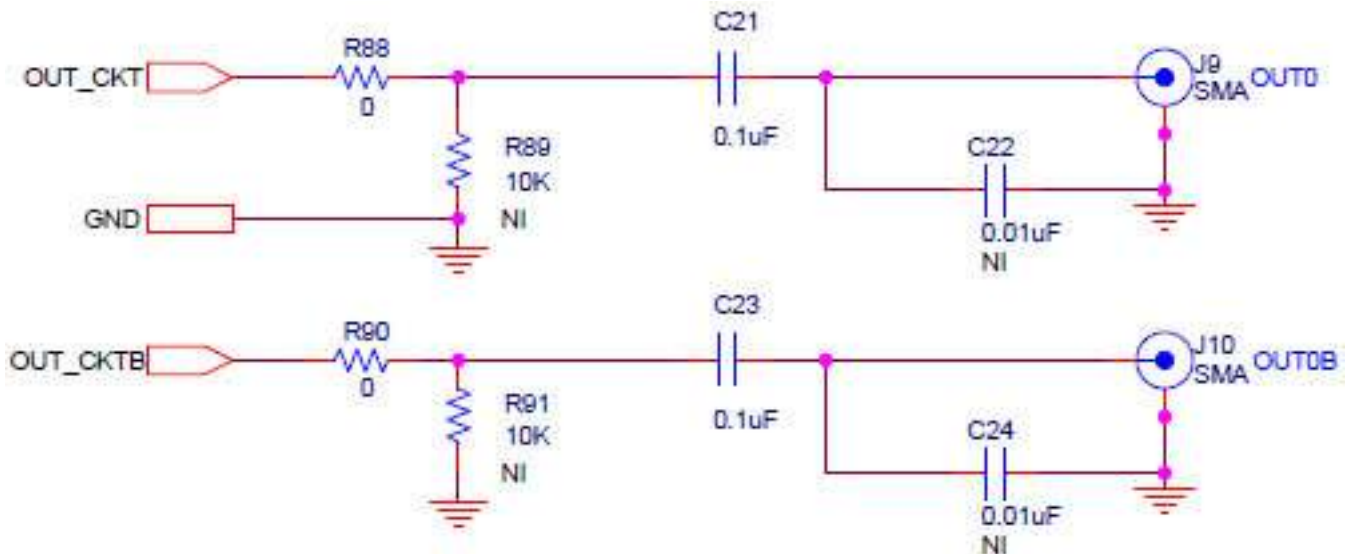 C21
R88
OUT_CKT
0
0.1uF
J9
SMA OUT0
R89
10K
NI
C22
0.01uF
NI
GND
C23
R90
OUT_CKTB
0
0.1uF
J10
SMA OUT0B
R91
10K
NI
C24
0.01uF
NI